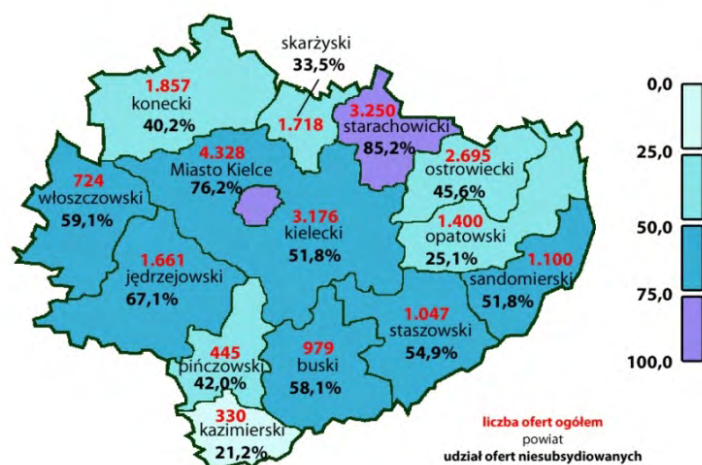 skarżyski
33,5%
1.718
1.857
konecki
40,2%
3.250
starachowicki
85,2%
4.328
Miasto Kielce
76,2%
2.695
ostrowiecki
45,6%
724
włoszczowski
59,1%
3.176
kielecki
51,8%
1.400
opatowski
25,1%
1.661
jędrzejowski
67,1%
1.100
sandomierski
51,8%
1.047
staszowski
54,9%
445
pińczowski
42,0%
979
buski
58,1%
330
kazimierski
21,2%
0,0
25,0
50,0
75,0
100,0
liczba ofert ogółem
powiat
udział ofert niesubsydiowanych